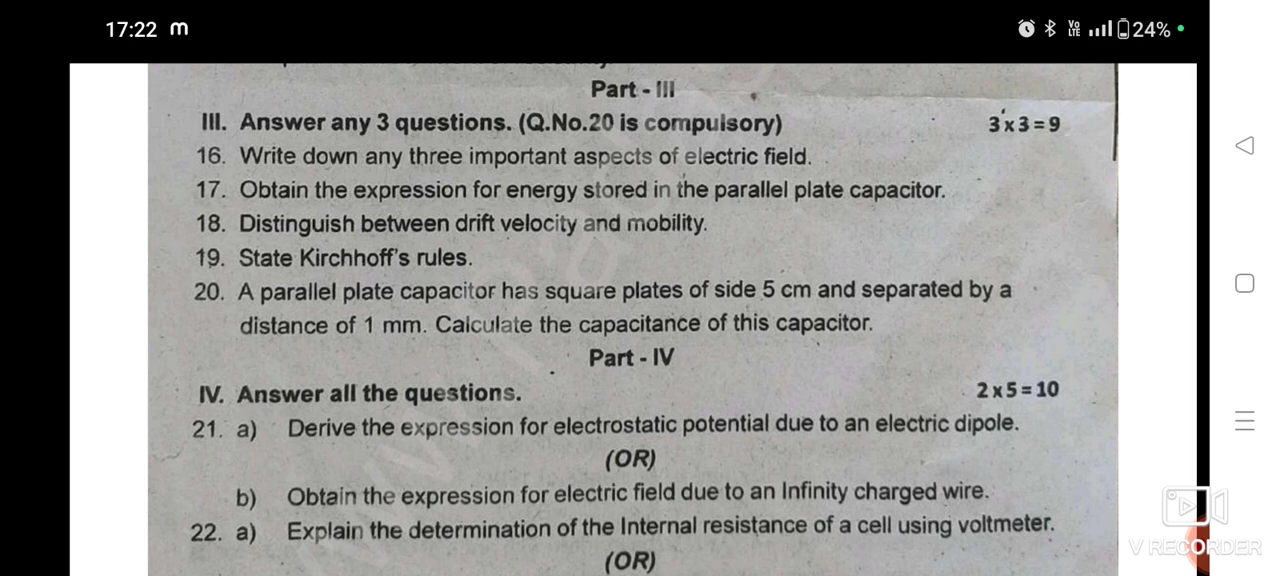 17:22 m
Vo LTE 24%
Part - III
III. Answer any 3 questions. (Q.No.20 is compulsory) 3x3=9
16. Write down any three important aspects of electric field.
17. Obtain the expression for energy stored in the parallel plate capacitor.
18. Distinguish between drift velocity and mobility.
19. State Kirchhoff's rules.
20. A parallel plate capacitor has square plates of side 5 cm and separated by a
distance of 1 mm. Calculate the capacitance of this capacitor.
Part - IV
IV. Answer all the questions. 2x5=10
21. a) Derive the expression for electrostatic potential due to an electric dipole.
(OR)
b) Obtain the expression for electric field due to an Infinity charged wire.
22. a) Explain the determination of the Internal resistance of a cell using voltmeter.
(OR)
V RECORDER